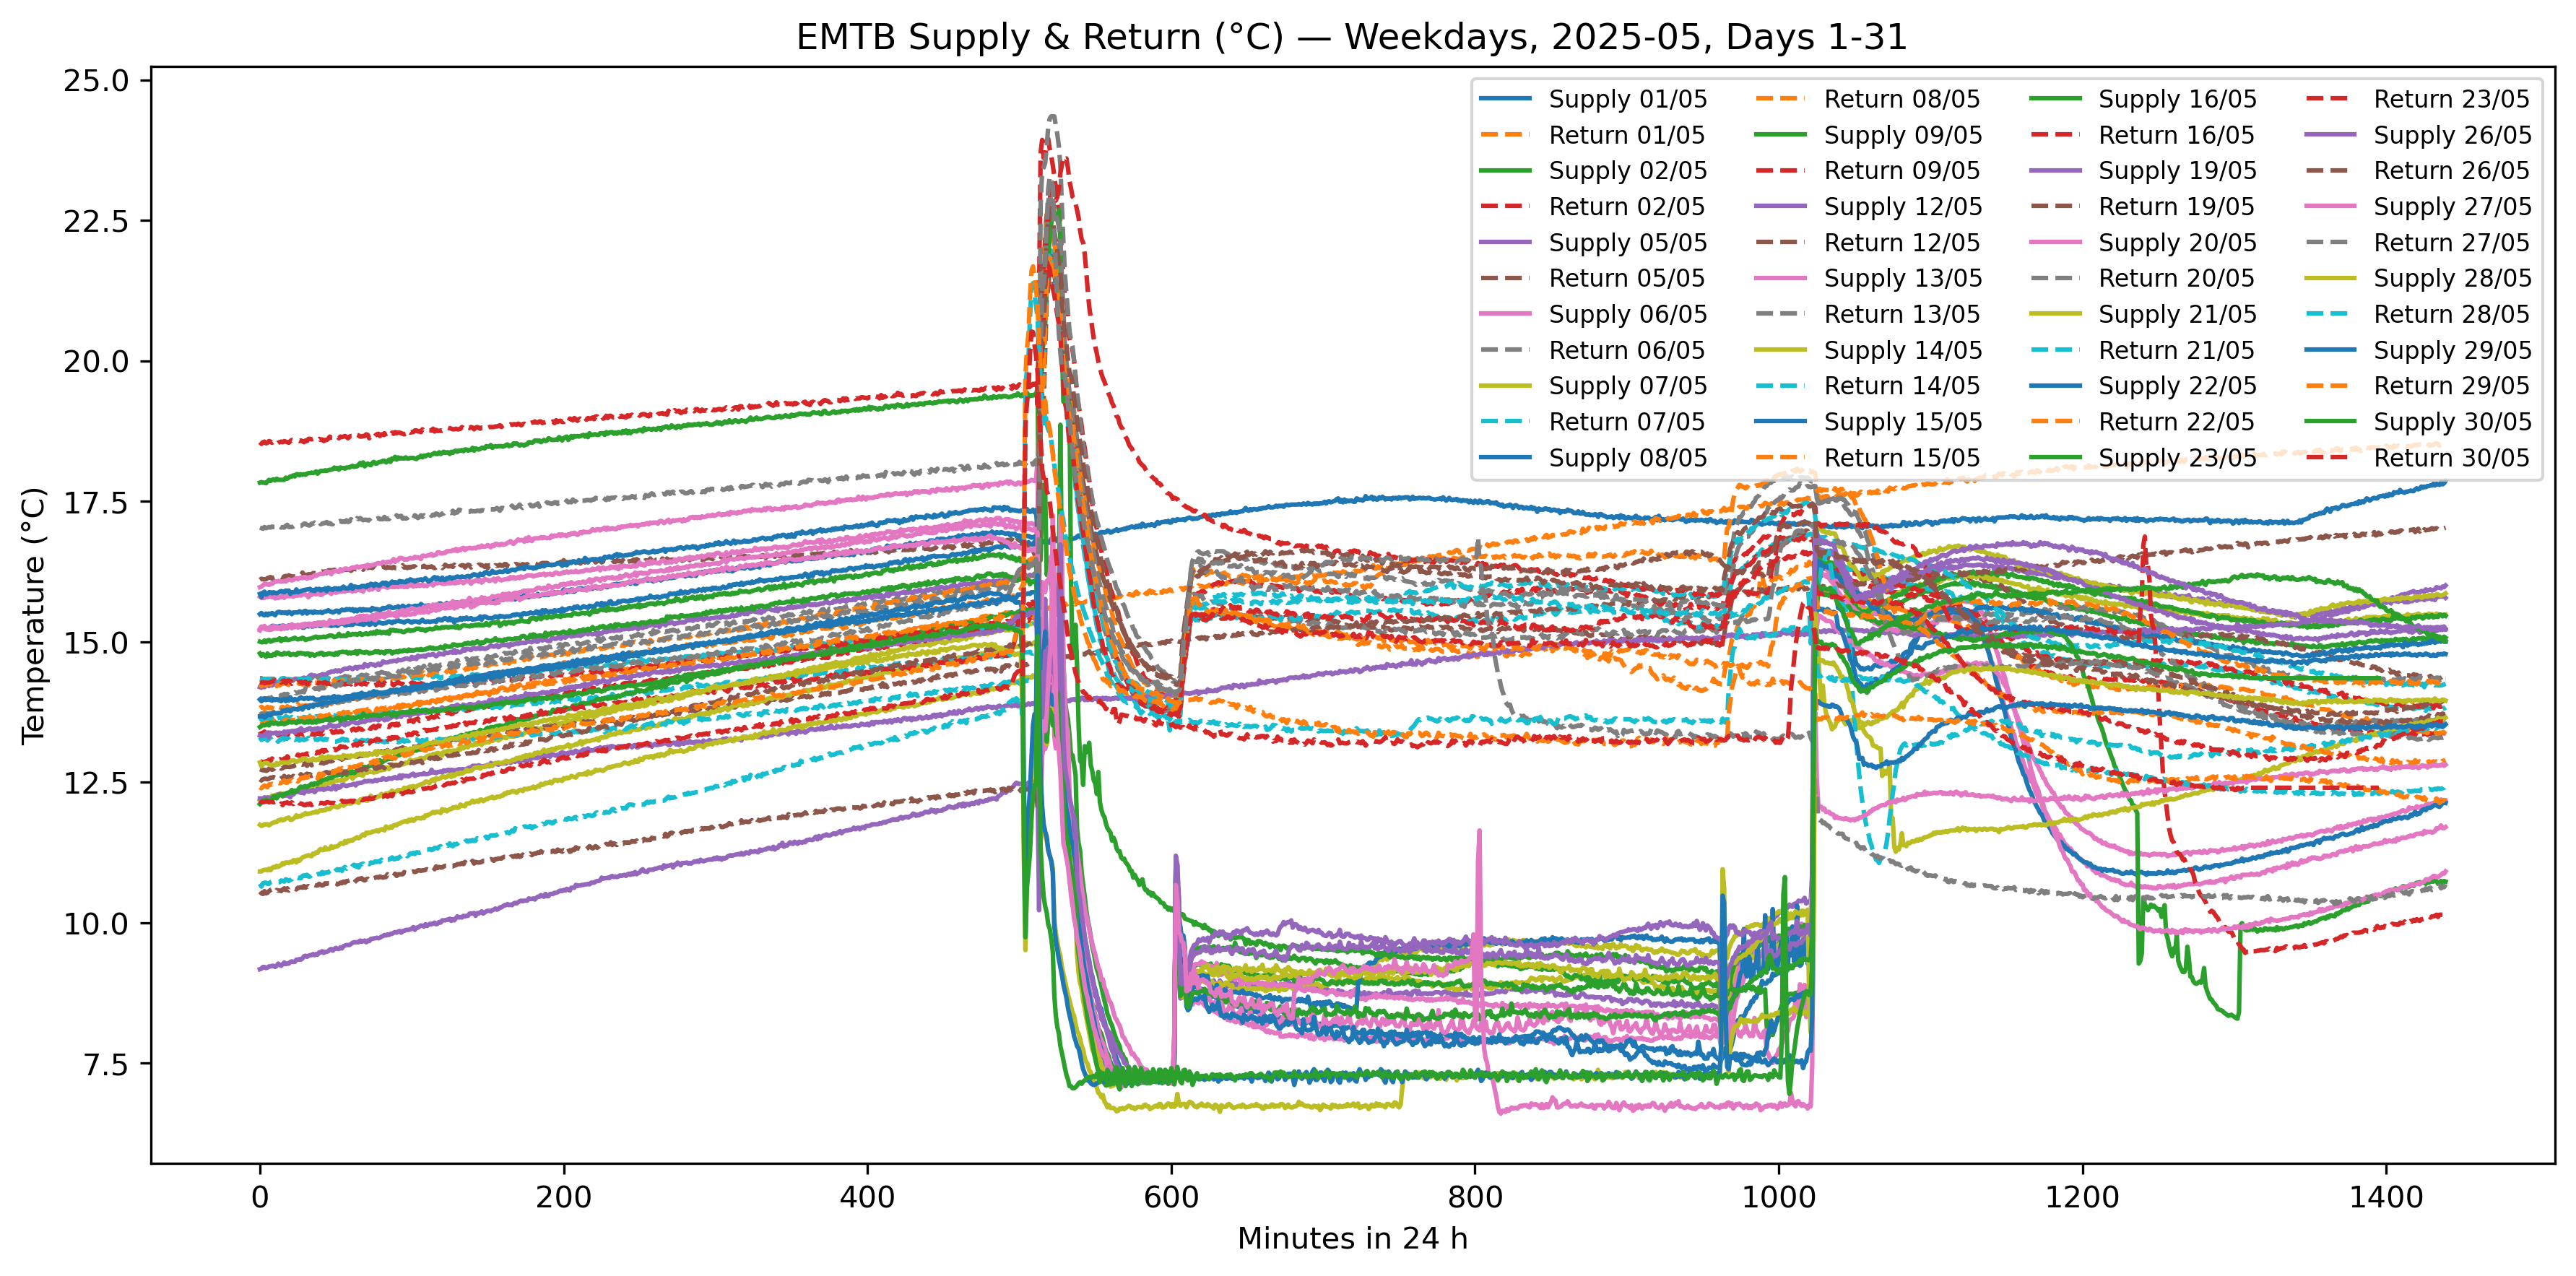 EMTB Supply & Return (°C) — Weekdays, 2025-05, Days 1-31
Temperature (°C)
25.0
22.5
20.0
17.5
15.0
12.5
10.0
7.5
Supply 01/05
Return 01/05
Supply 02/05
Return 02/05
Supply 05/05
Return 05/05
Supply 06/05
Return 06/05
Supply 07/05
Return 07/05
Supply 08/05
Return 08/05
Supply 09/05
Return 09/05
Supply 12/05
Return 12/05
Supply 13/05
Return 13/05
Supply 14/05
Return 14/05
Supply 15/05
Return 15/05
Supply 16/05
Return 16/05
Supply 19/05
Return 19/05
Supply 20/05
Return 20/05
Supply 21/05
Return 21/05
Supply 22/05
Return 22/05
Supply 23/05
Return 23/05
Supply 26/05
Return 26/05
Supply 27/05
Return 27/05
Supply 28/05
Return 28/05
Supply 29/05
Return 29/05
Supply 30/05
Return 30/05
0 200 400 600 800 1000 1200 1400
Minutes in 24 h